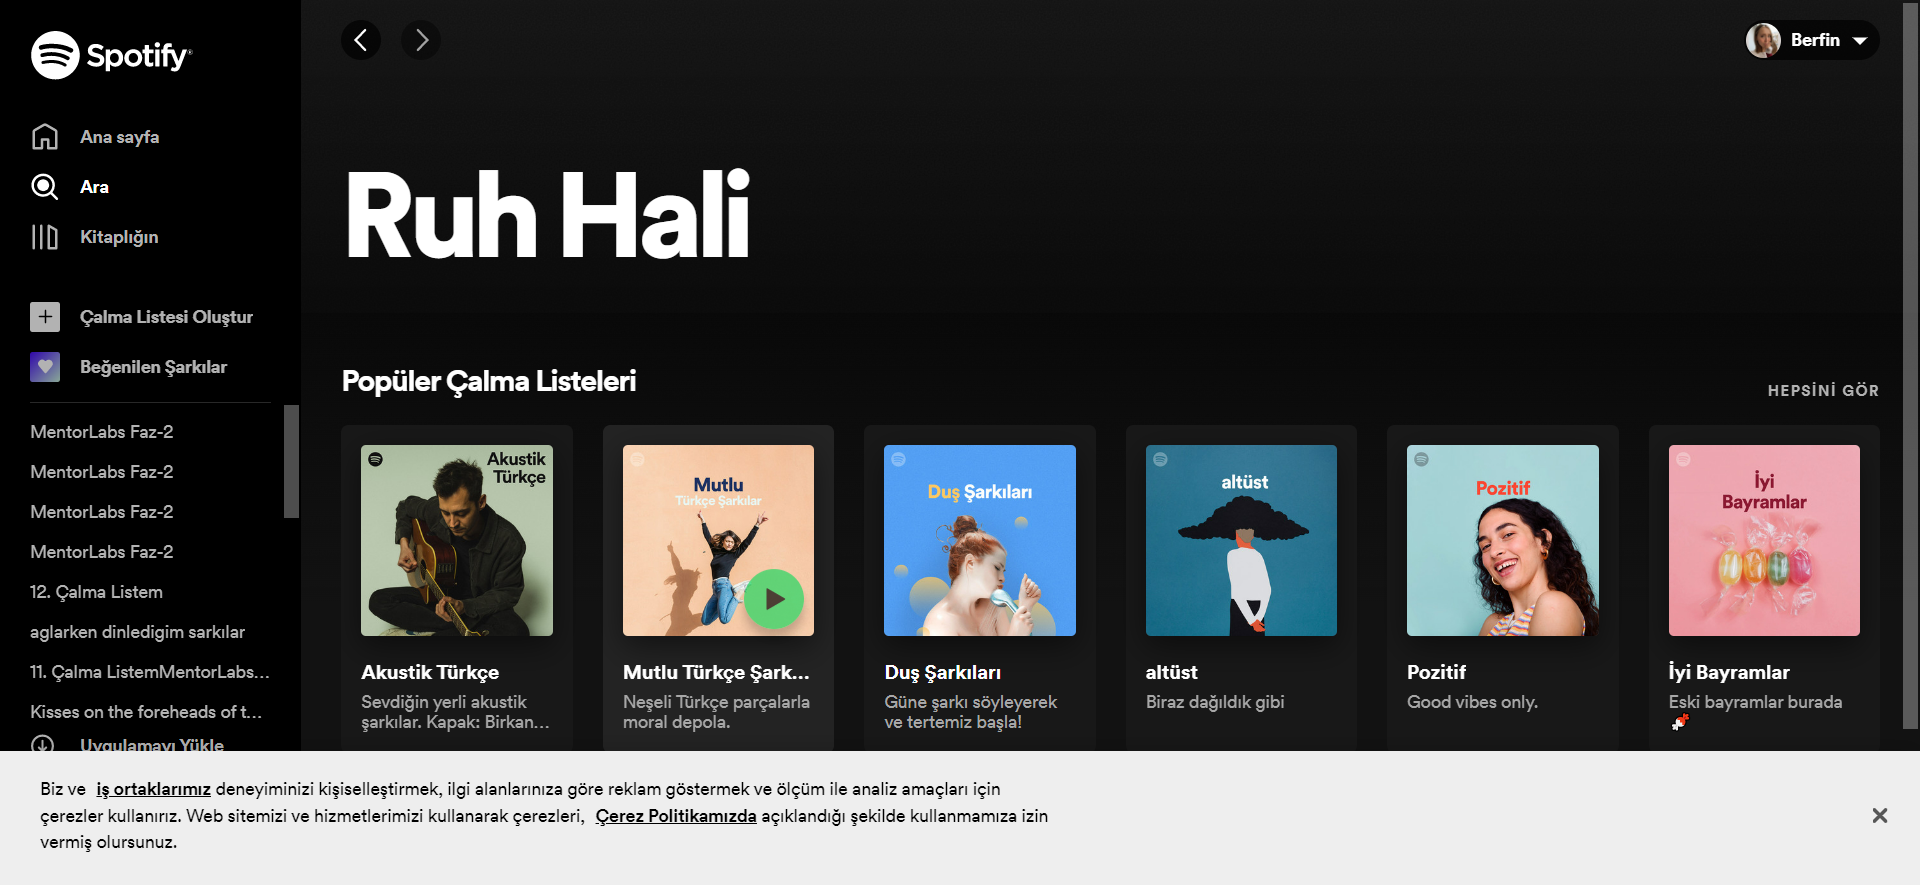 Spotify
Ana sayfa
Ara
Kitaplığın
Çalma Listesi Oluştur
Beğenilen Şarkılar
MentorLabs Faz-2
MentorLabs Faz-2
MentorLabs Faz-2
MentorLabs Faz-2
12. Çalma Listem
aglarken dinledigim sarkılar
11. Çalma ListemMentorLabs...
Kisses on the foreheads of t...
Uygulamayı Yükle
Berfin
Ruh Hali
Popüler Çalma Listeleri
HEPSİNİ GÖR
Akustik
Türkçe
Akustik Türkçe
Sevdiğin yerli akustik
şarkılar. Kapak: Birkan...
Mutlu
Türkçe Şarkılar
Mutlu Türkçe Şark...
Neşeli Türkçe parçalarla
moral depola.
Duş Şarkıları
Duş Şarkıları
Güne şarkı söyleyerek
ve tertemiz başla!
altüst
altüst
Biraz dağıldık gibi
Pozitif
Pozitif
Good vibes only.
İyi
Bayramlar
İyi Bayramlar
Eski bayramlar burada
Biz ve iş ortaklarımız deneyiminizi kişiselleştirmek, ilgi alanlarınıza göre reklam göstermek ve ölçüm ile analiz amaçları için
çerezler kullanırız. Web sitemizi ve hizmetlerimizi kullanarak çerezleri, Çerez Politikamızda açıklandığı şekilde kullanmamıza izin
vermiş olursunuz.